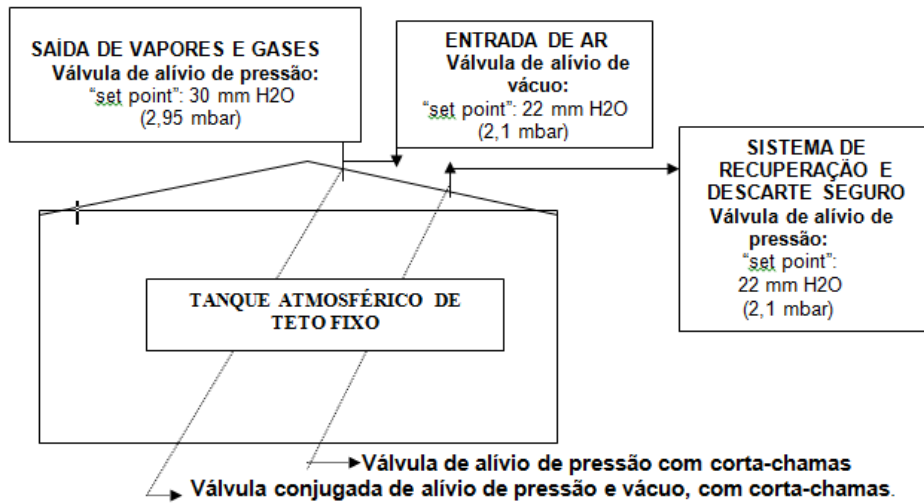 SAÍDA DE VAPORES E GASES
Válvula de alívio de pressão:
“set point”: 30 mm H2O
(2,95 mbar)
ENTRADA DE AR
Válvula de alívio de
vácuo:
“set point”: 22 mm H2O
(2,1 mbar)
SISTEMA DE
RECUPERAÇÃO E
DESCARTE SEGURO
Válvula de alívio de
pressão:
“set point”:
22 mm H2O
(2,1 mbar)
TANQUE ATMOSFÉRICO DE
TETO FIXO
Válvula de alívio de pressão com corta-chamas
Válvula conjugada de alívio de pressão e vácuo, com corta-chamas.